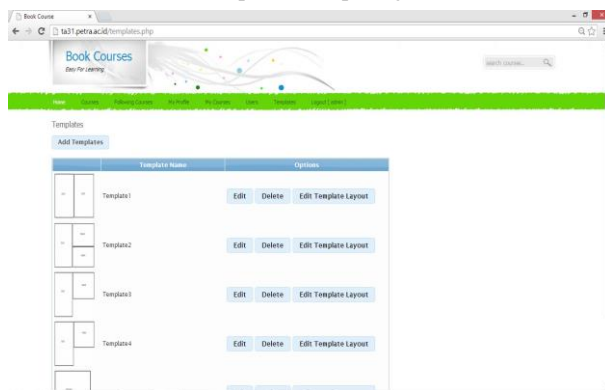 Book Course
ta31.petra.ac.id/templates.php
Book Courses
Easy For Learning
search courses...
Home Courses Following Courses My Profile My Courses Users Templates Logout [ admin ]
Templates
Add Templates
Template Name Options
Template1 Edit Delete Edit Template Layout
Template2 Edit Delete Edit Template Layout
Template3 Edit Delete Edit Template Layout
Template4 Edit Delete Edit Template Layout